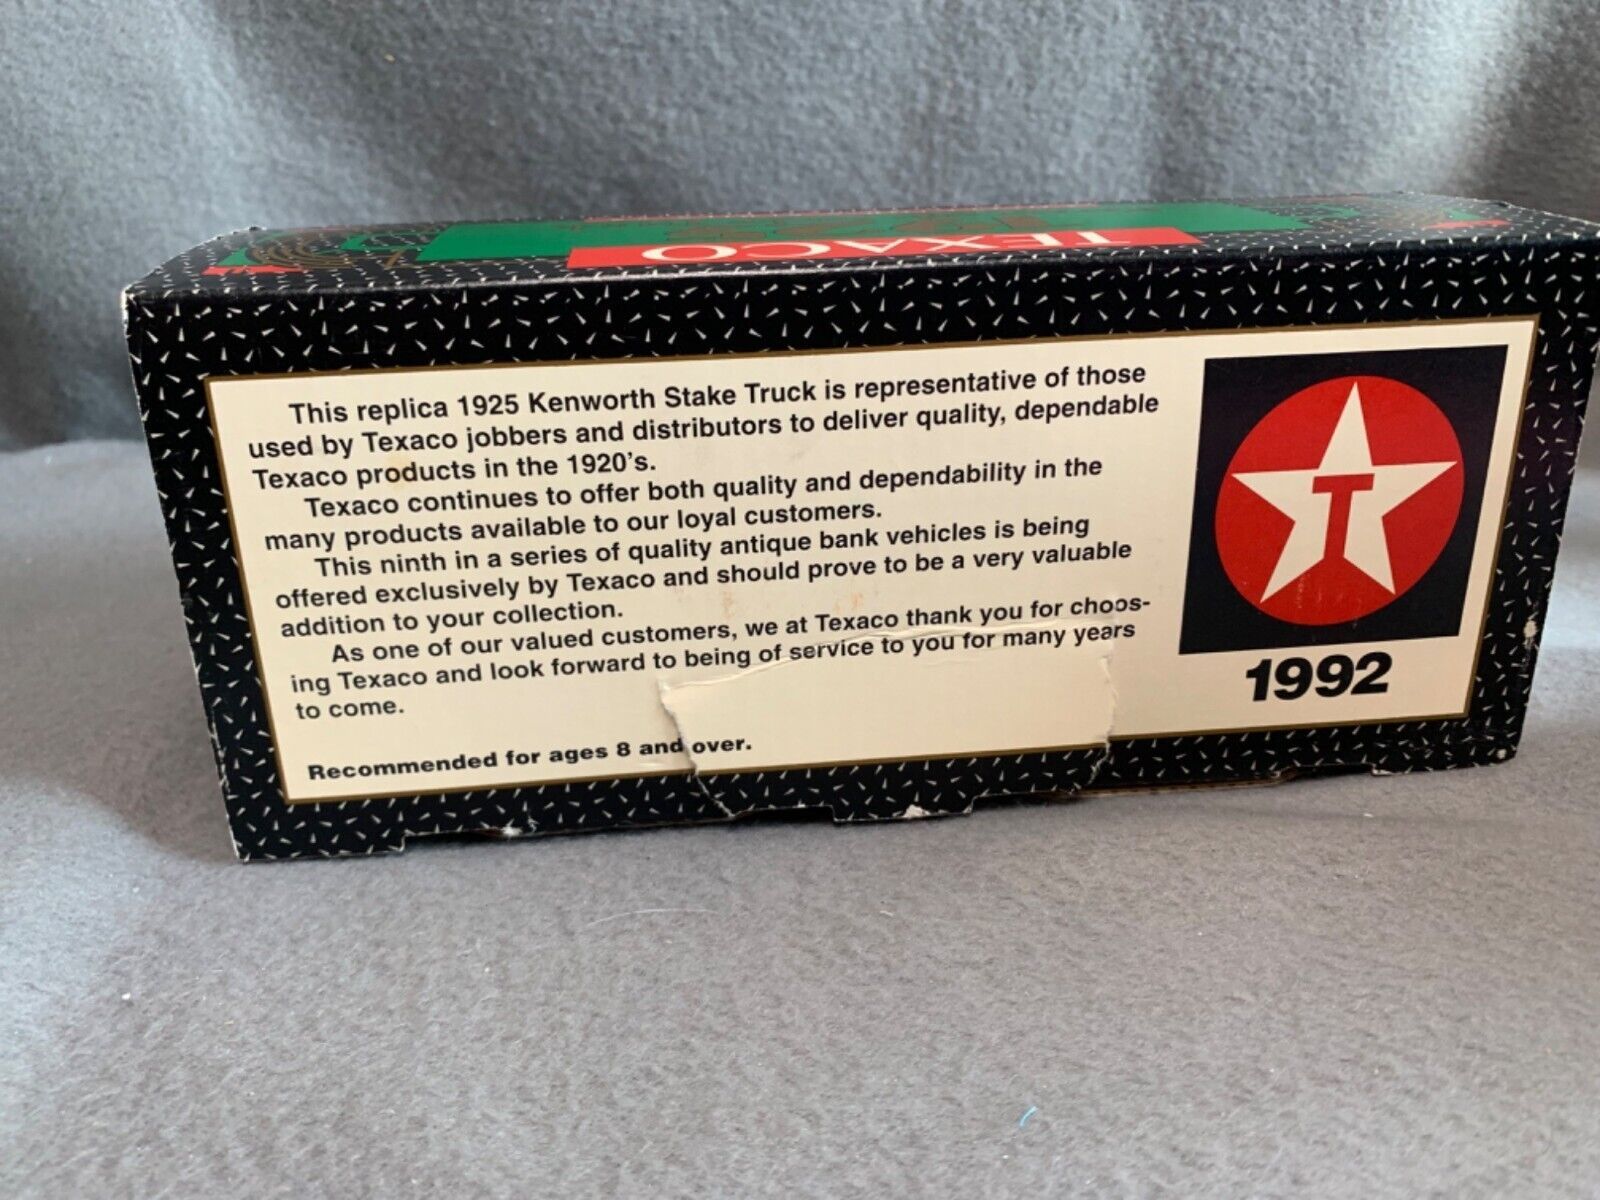 TEXACO
This replica 1925 Kenworth Stake Truck is representative of those
used by Texaco jobbers and distributors to deliver quality, dependable
Texaco products in the 1920's.
Texaco continues to offer both quality and dependability in the
many products available to our loyal customers.
This ninth in a series of quality antique bank vehicles is being
offered exclusively by Texaco and should prove to be a very valuable
addition to your collection.
As one of our valued customers, we at Texaco thank you for choos-
ing Texaco and look forward to being of service to you for many years
to come.
Recommended for ages 8 and over.
T
1992